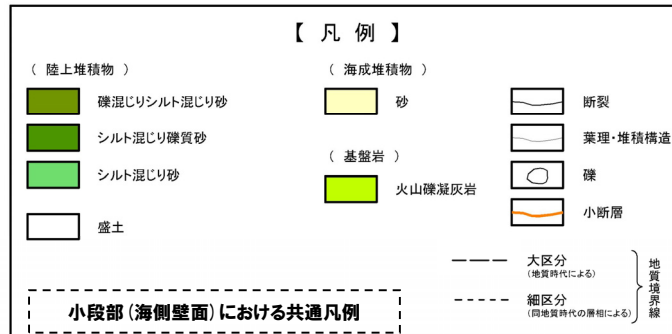 【 凡 例 】
( 陸上堆積物 )
礫混じりシルト混じり砂
シルト混じり礫質砂
シルト混じり砂
盛土
( 海成堆積物 )
砂
( 基盤岩 )
火山礫凝灰岩
断裂
葉理・堆積構造
礫
小断層
大区分
(地質時代による)
細区分
(同地質時代の層相による)
地質境界線
小段部(海側壁面)における共通凡例